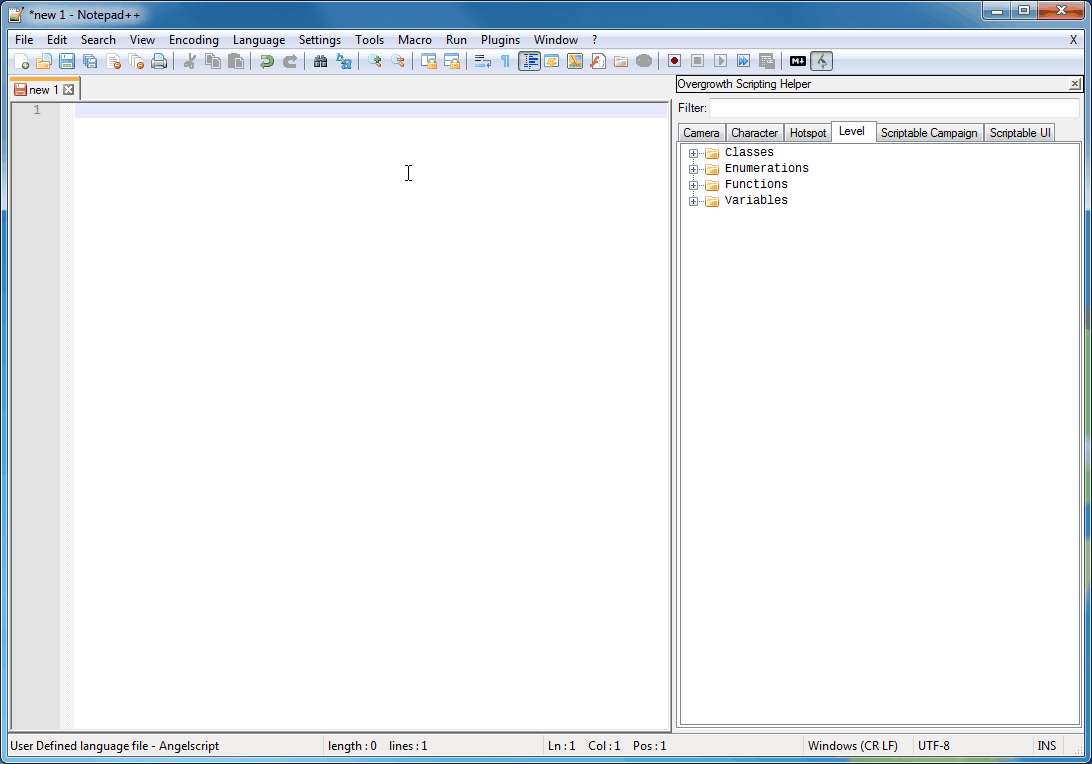 *new 1 - Notepad++
File Edit Search View Encoding Language Settings Tools Macro Run Plugins Window ? X
M↓
new 1
1
Overgrowth Scripting Helper
Filter:
Camera Character Hotspot Level Scriptable Campaign Scriptable UI
Classes
Enumerations
Functions
Variables
User Defined language file - Angelscript length : 0 lines : 1 Ln : 1 Col : 1 Pos : 1 Windows (CR LF) UTF-8 INS